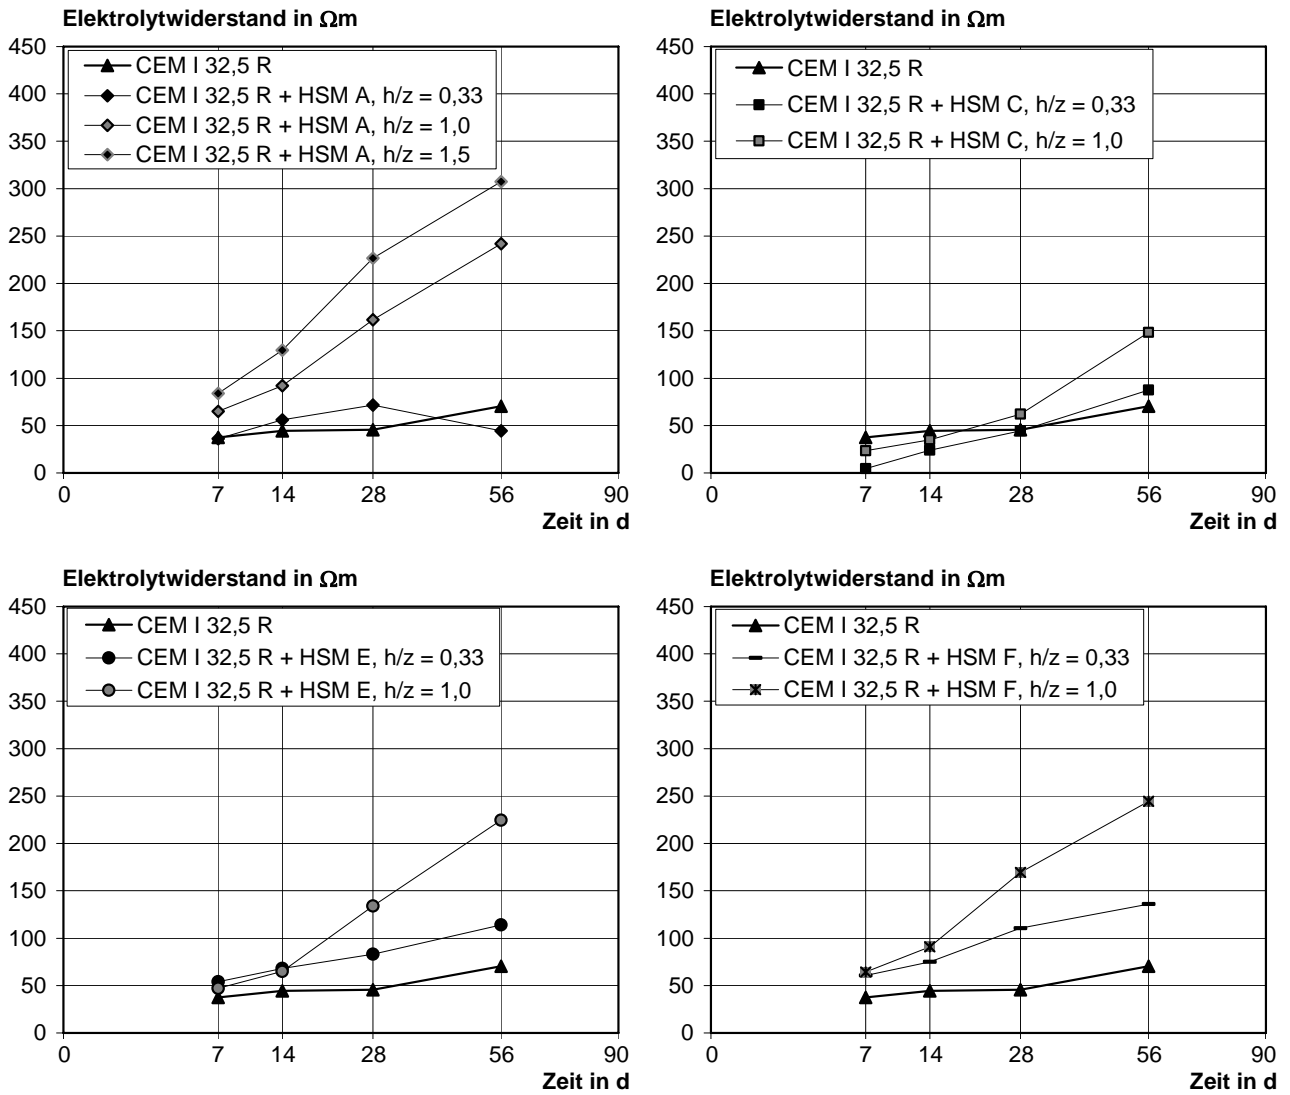 Elektrolytwiderstand in Ωm
450
400
350
300
250
200
150
100
50
0
CEM I 32,5 R
CEM I 32,5 R + HSM A, h/z = 0,33
CEM I 32,5 R + HSM A, h/z = 1,0
CEM I 32,5 R + HSM A, h/z = 1,5
0 7 14 28 56 90
Zeit in d
Elektrolytwiderstand in Ωm
450
400
350
300
250
200
150
100
50
0
CEM I 32,5 R
CEM I 32,5 R + HSM C, h/z = 0,33
CEM I 32,5 R + HSM C, h/z = 1,0
0 7 14 28 56 90
Zeit in d
Elektrolytwiderstand in Ωm
450
400
350
300
250
200
150
100
50
0
CEM I 32,5 R
CEM I 32,5 R + HSM E, h/z = 0,33
CEM I 32,5 R + HSM E, h/z = 1,0
0 7 14 28 56 90
Zeit in d
Elektrolytwiderstand in Ωm
450
400
350
300
250
200
150
100
50
0
CEM I 32,5 R
CEM I 32,5 R + HSM F, h/z = 0,33
CEM I 32,5 R + HSM F, h/z = 1,0
0 7 14 28 56 90
Zeit in d